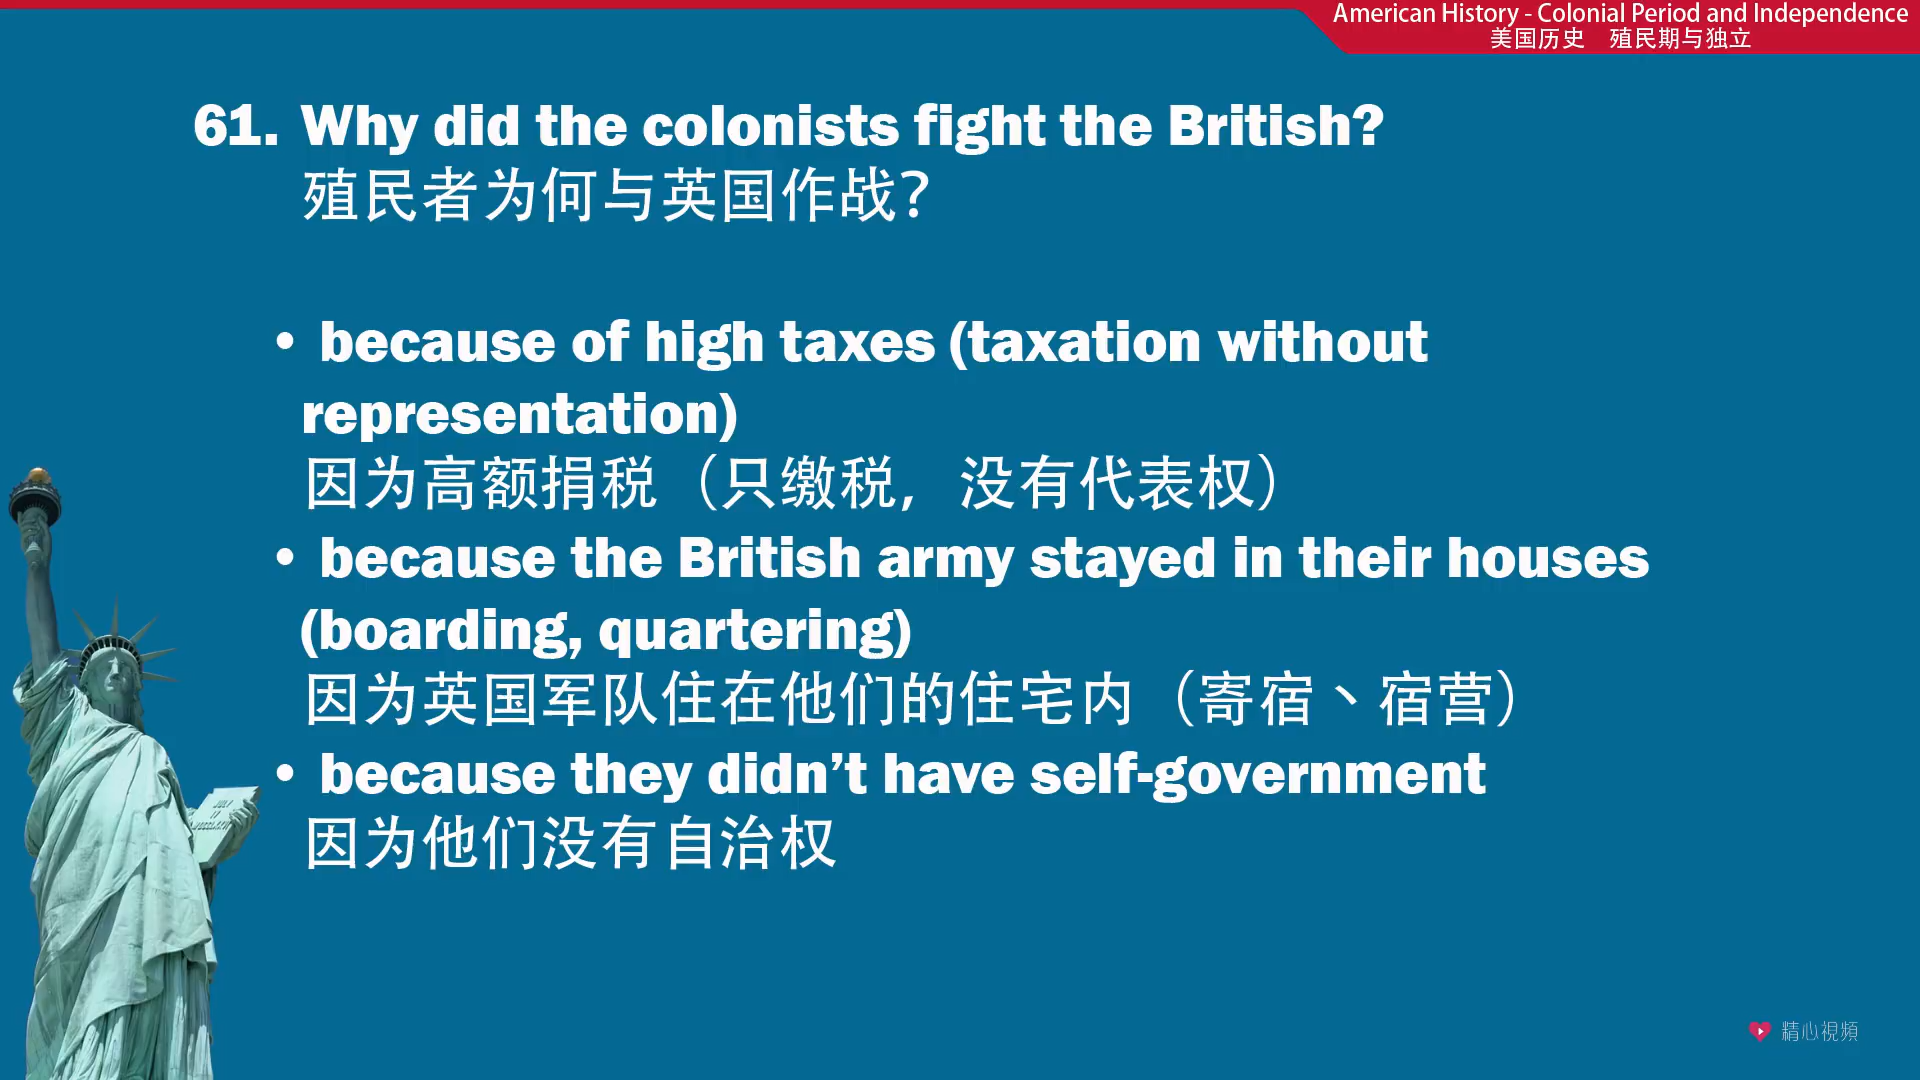 American History - Colonial Period and Independence
美国历史　殖民期与独立
61. Why did the colonists fight the British?
殖民者为何与英国作战?
• because of high taxes (taxation without
representation)
因为高额捐税（只缴税，没有代表权）
• because the British army stayed in their houses
(boarding, quartering)
因为英国军队住在他们的住宅内（寄宿丶宿营）
• because they didn’t have self-government
因为他们没有自治权
精心視頻